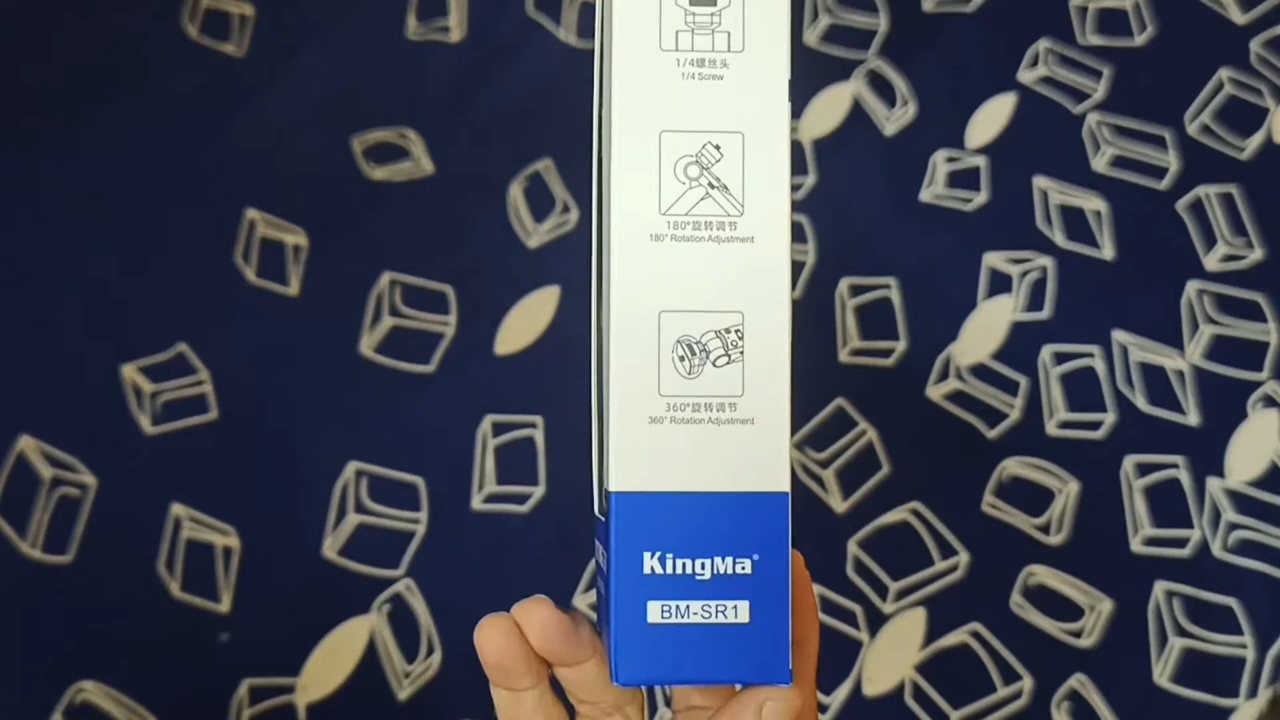 1/4螺丝头
1/4 Screw
180°旋转调节
180° Rotation Adjustment
360°旋转调节
360° Rotation Adjustment
KingMa®
BM-SR1